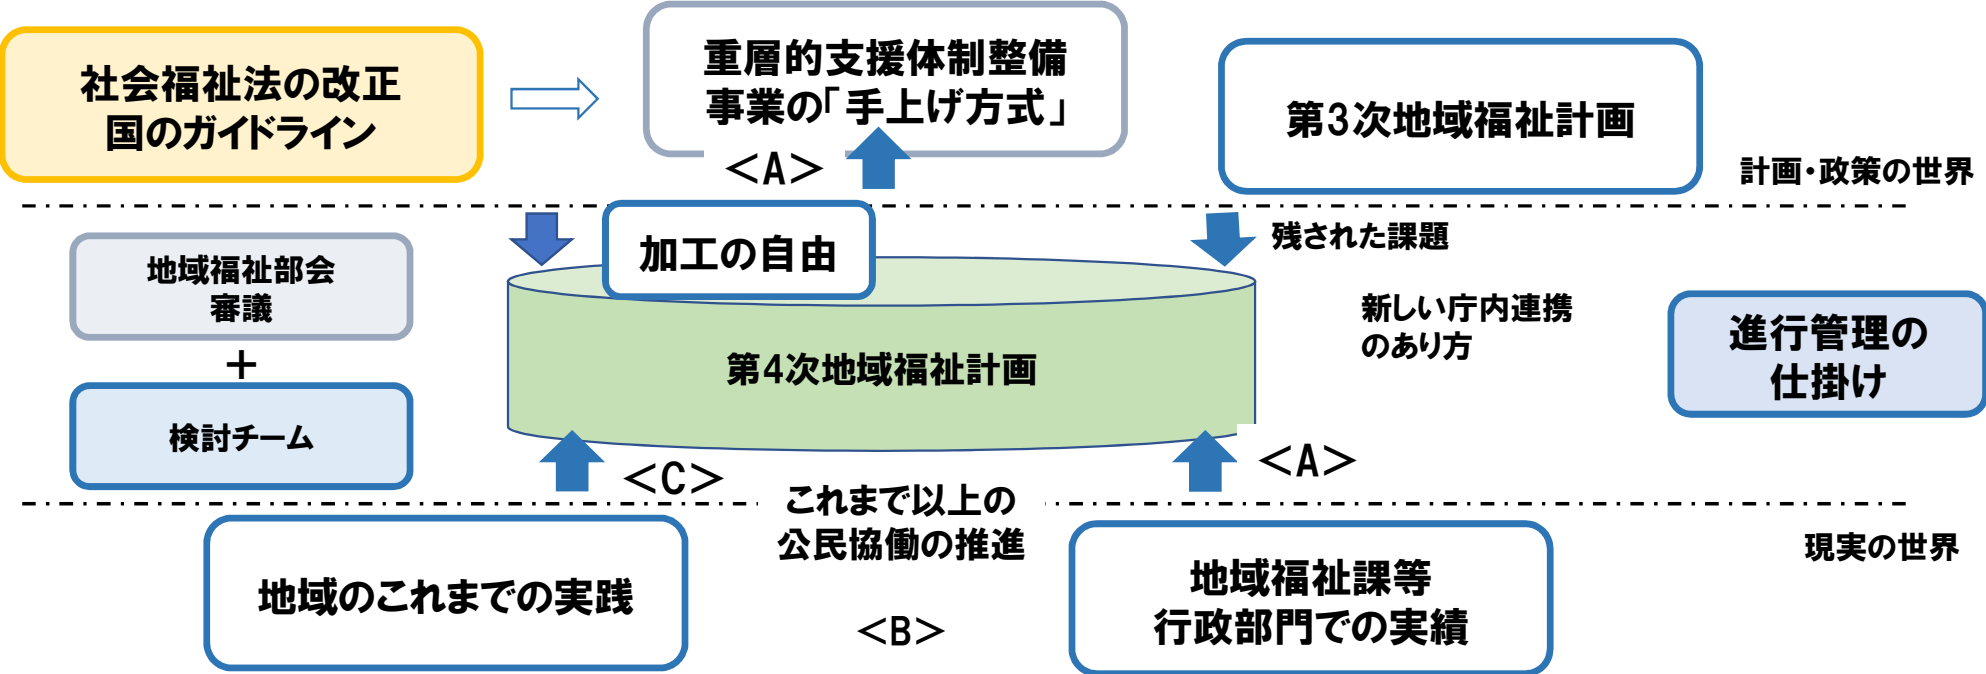 社会福祉法の改正
国のガイドライン
重層的支援体制整備
事業の「手上げ方式」
第3次地域福祉計画
<A>
計画・政策の世界
加工の自由
残された課題
地域福祉部会
審議
+
検討チーム
新しい庁内連携
のあり方
進行管理の
仕掛け
第4次地域福祉計画
<C>
<A>
これまで以上の
公民協働の推進
現実の世界
地域のこれまでの実践
<B>
地域福祉課等
行政部門での実績